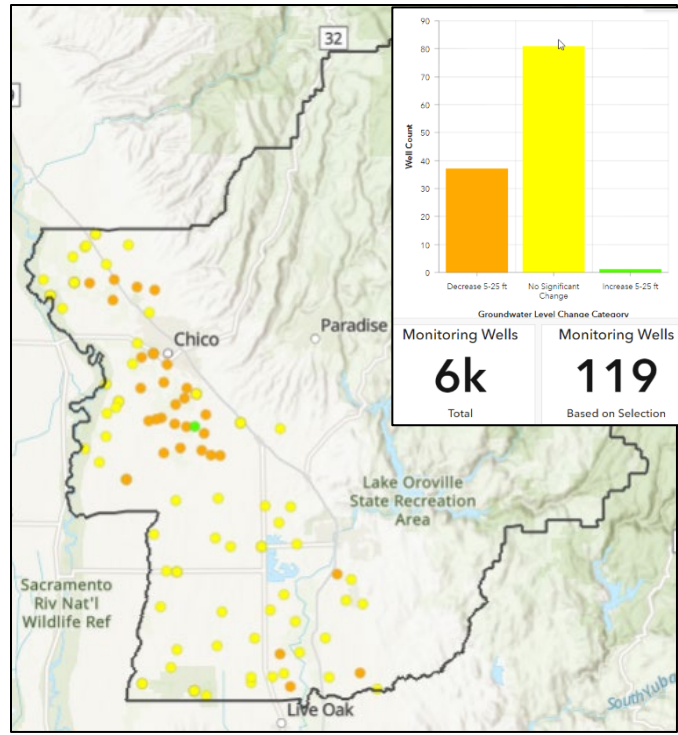 32
Chico
Paradise
Lake Oroville
State Recreation
Area
Sacramento
Riv Nat'l
Wildlife Ref
Live Oak
South Yuba
90
80
70
60
50
40
30
20
10
0
Well Count
Decrease 5-25 ft
No Significant
Change
Increase 5-25 ft
Groundwater Level Change Category
Monitoring Wells
6k
Total
Monitoring Wells
119
Based on Selection